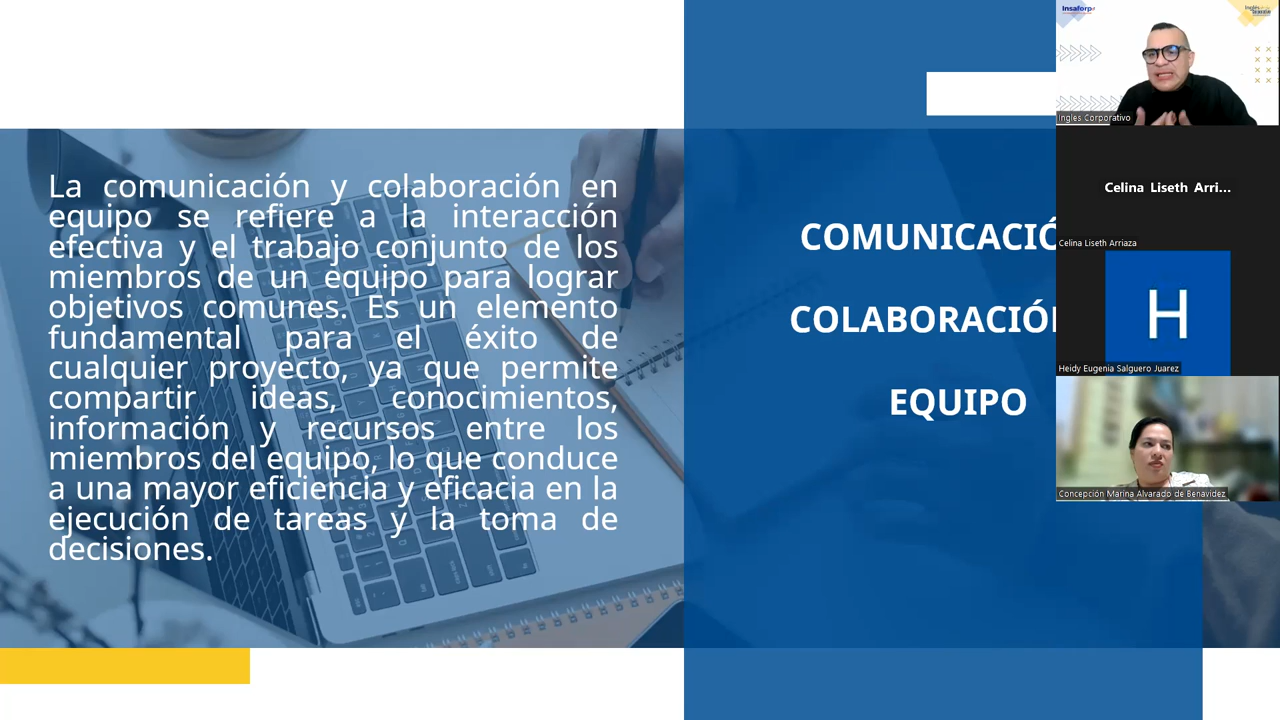 La comunicación y colaboración en
equipo se refiere a la interacción
efectiva y el trabajo conjunto de los
miembros de un equipo para lograr
objetivos comunes. Es un elemento
fundamental para el éxito de
cualquier proyecto, ya que permite
compartir ideas, conocimientos,
información y recursos entre los
miembros del equipo, lo que conduce
a una mayor eficiencia y eficacia en la
ejecución de tareas y la toma de
decisiones.
COMUNICACIÓ
COLABORACIÓ
EQUIPO
Insaforp
Ingles Corporativo
Celina Liseth Arri...
Celina Liseth Arriaza
H
Heidy Eugenia Salguero Juarez
Concepción Marina Alvarado de Benavidez